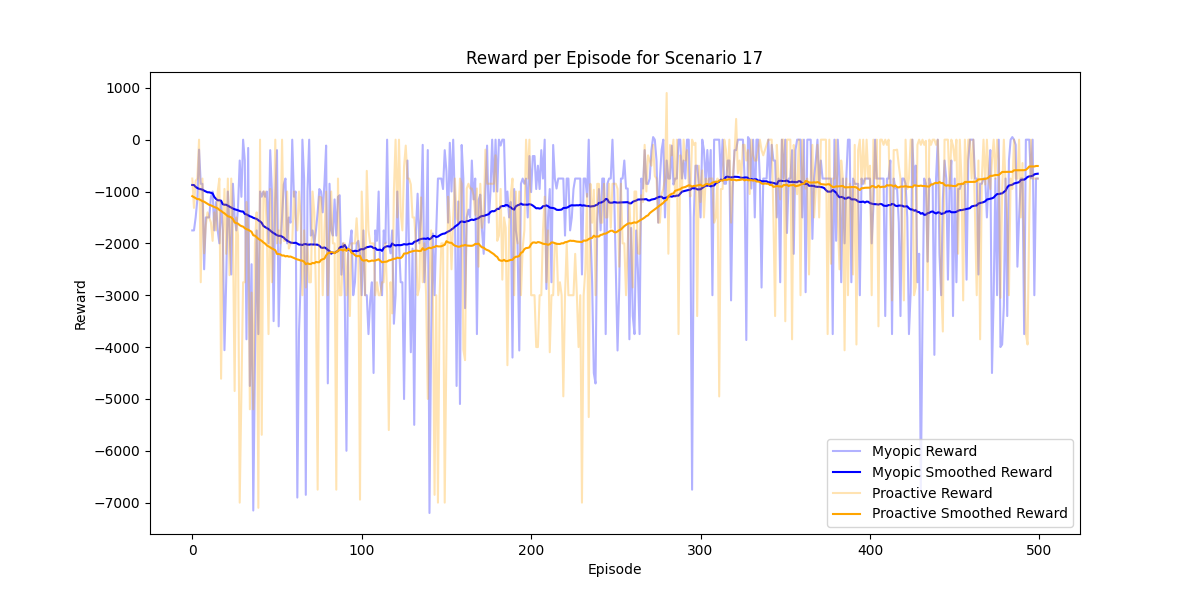 Reward per Episode for Scenario 17
1000
0
−1000
−2000
−3000
−4000
−5000
−6000
−7000
Reward
0
100
200
300
400
500
Episode
Myopic Reward
Myopic Smoothed Reward
Proactive Reward
Proactive Smoothed Reward